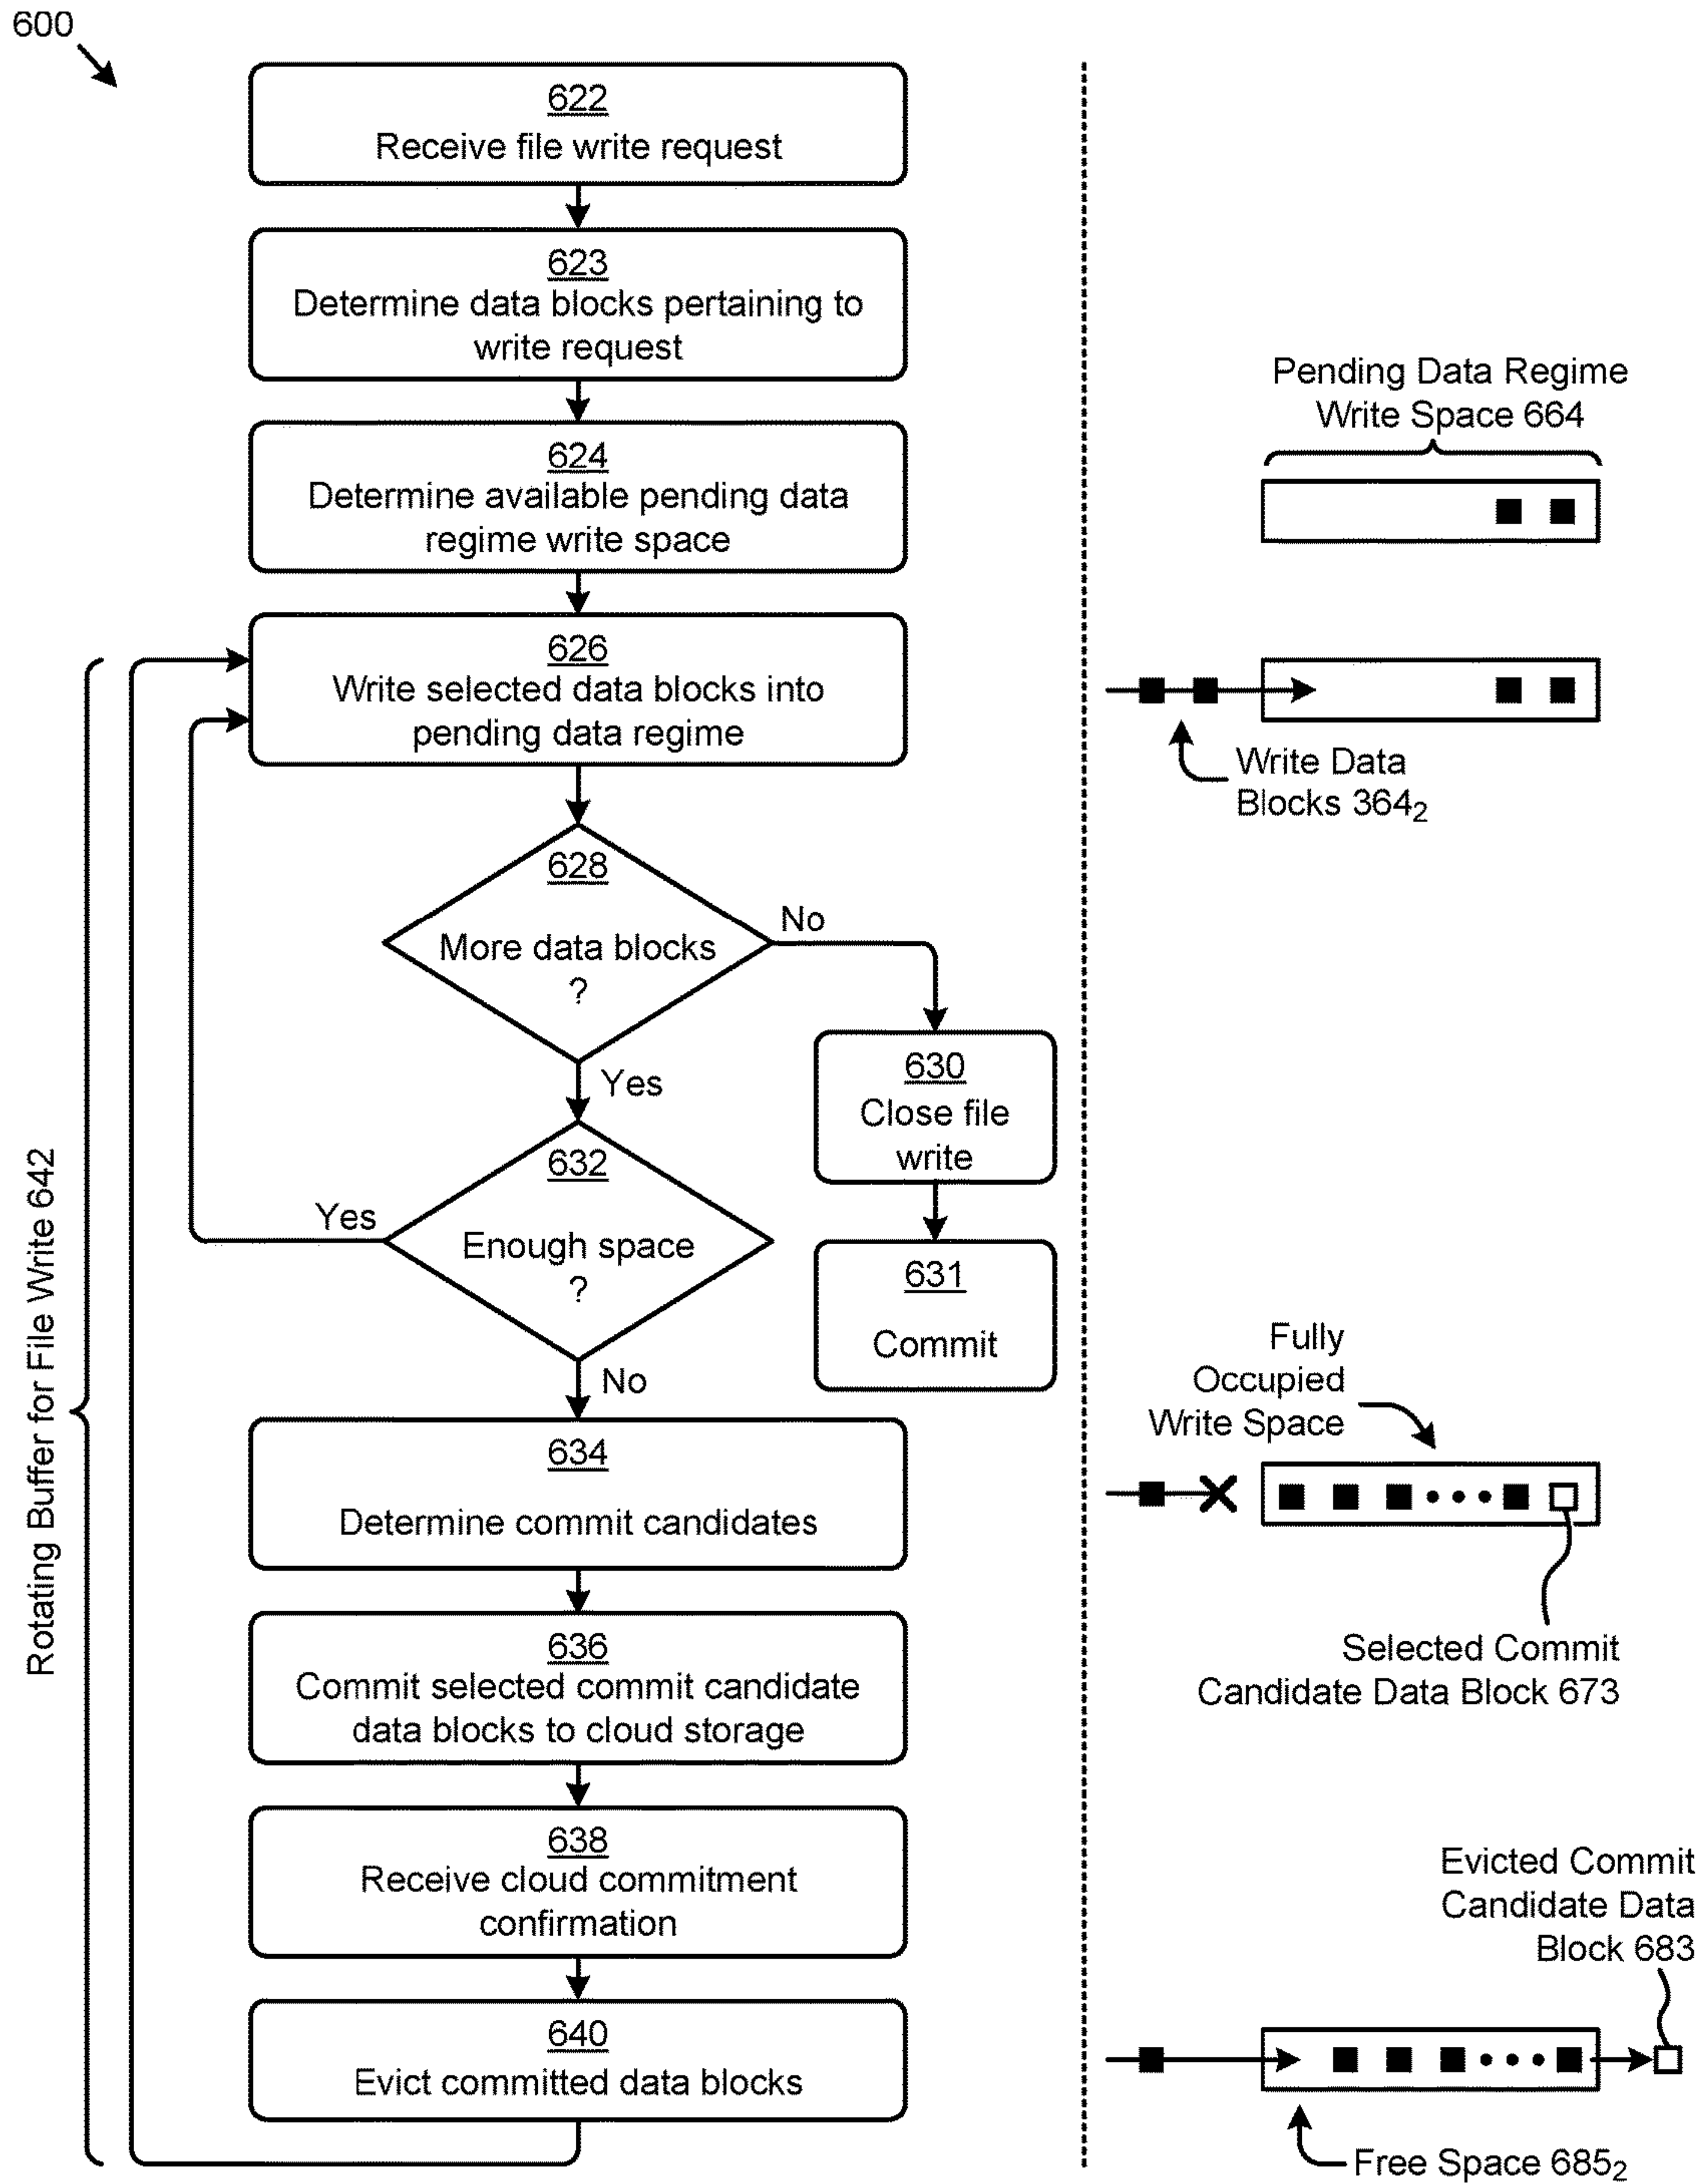 600
622
Receive file write request
623
Determine data blocks pertaining to
write request
624
Determine available pending data
regime write space
626
Write selected data blocks into
pending data regime
628
More data blocks
?
No
Yes
630
Close file
write
631
Commit
632
Enough space
?
Yes
No
634
Determine commit candidates
636
Commit selected commit candidate
data blocks to cloud storage
638
Receive cloud commitment
confirmation
640
Evict committed data blocks
Rotating Buffer for File Write 642
Pending Data Regime
Write Space 664
Write Data
Blocks 364₂
Fully
Occupied
Write Space
Selected Commit
Candidate Data Block 673
Evicted Commit
Candidate Data
Block 683
Free Space 685₂